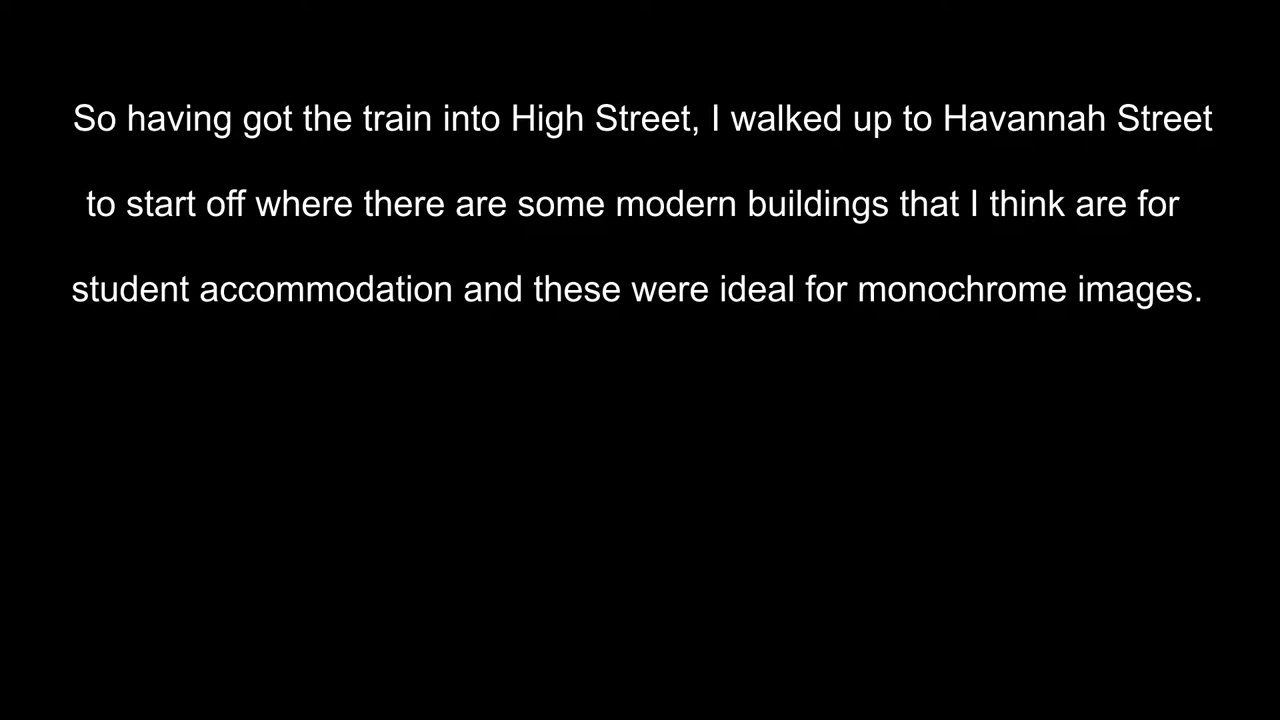 So having got the train into High Street, I walked up to Havannah Street
to start off where there are some modern buildings that I think are for
student accommodation and these were ideal for monochrome images.